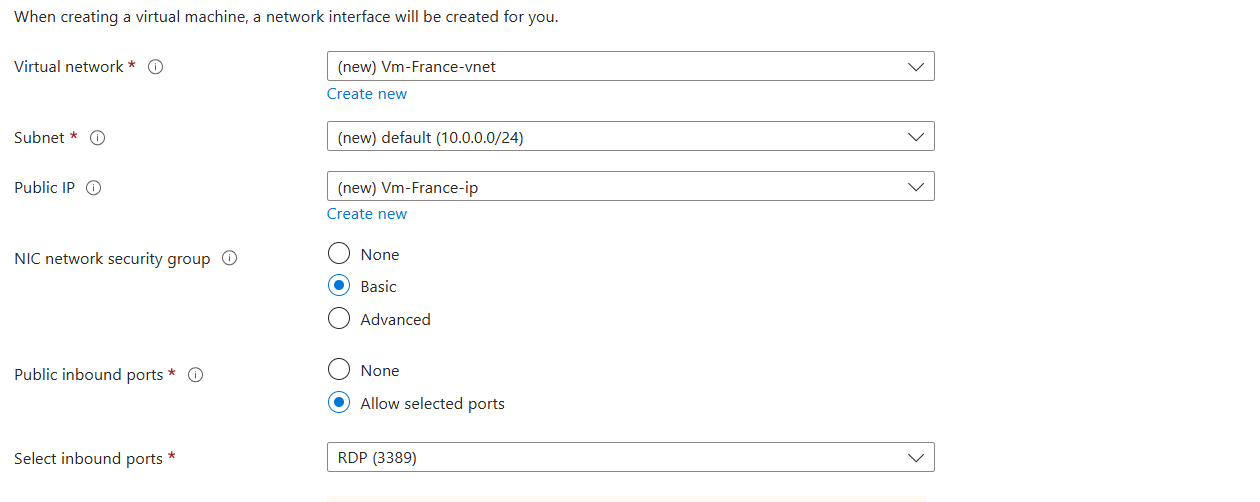 When creating a virtual machine, a network interface will be created for you.
Virtual network *
(new) Vm-France-vnet
Create new
Subnet *
(new) default (10.0.0.0/24)
Public IP
(new) Vm-France-ip
Create new
NIC network security group
None
Basic
Advanced
Public inbound ports *
None
Allow selected ports
Select inbound ports *
RDP (3389)